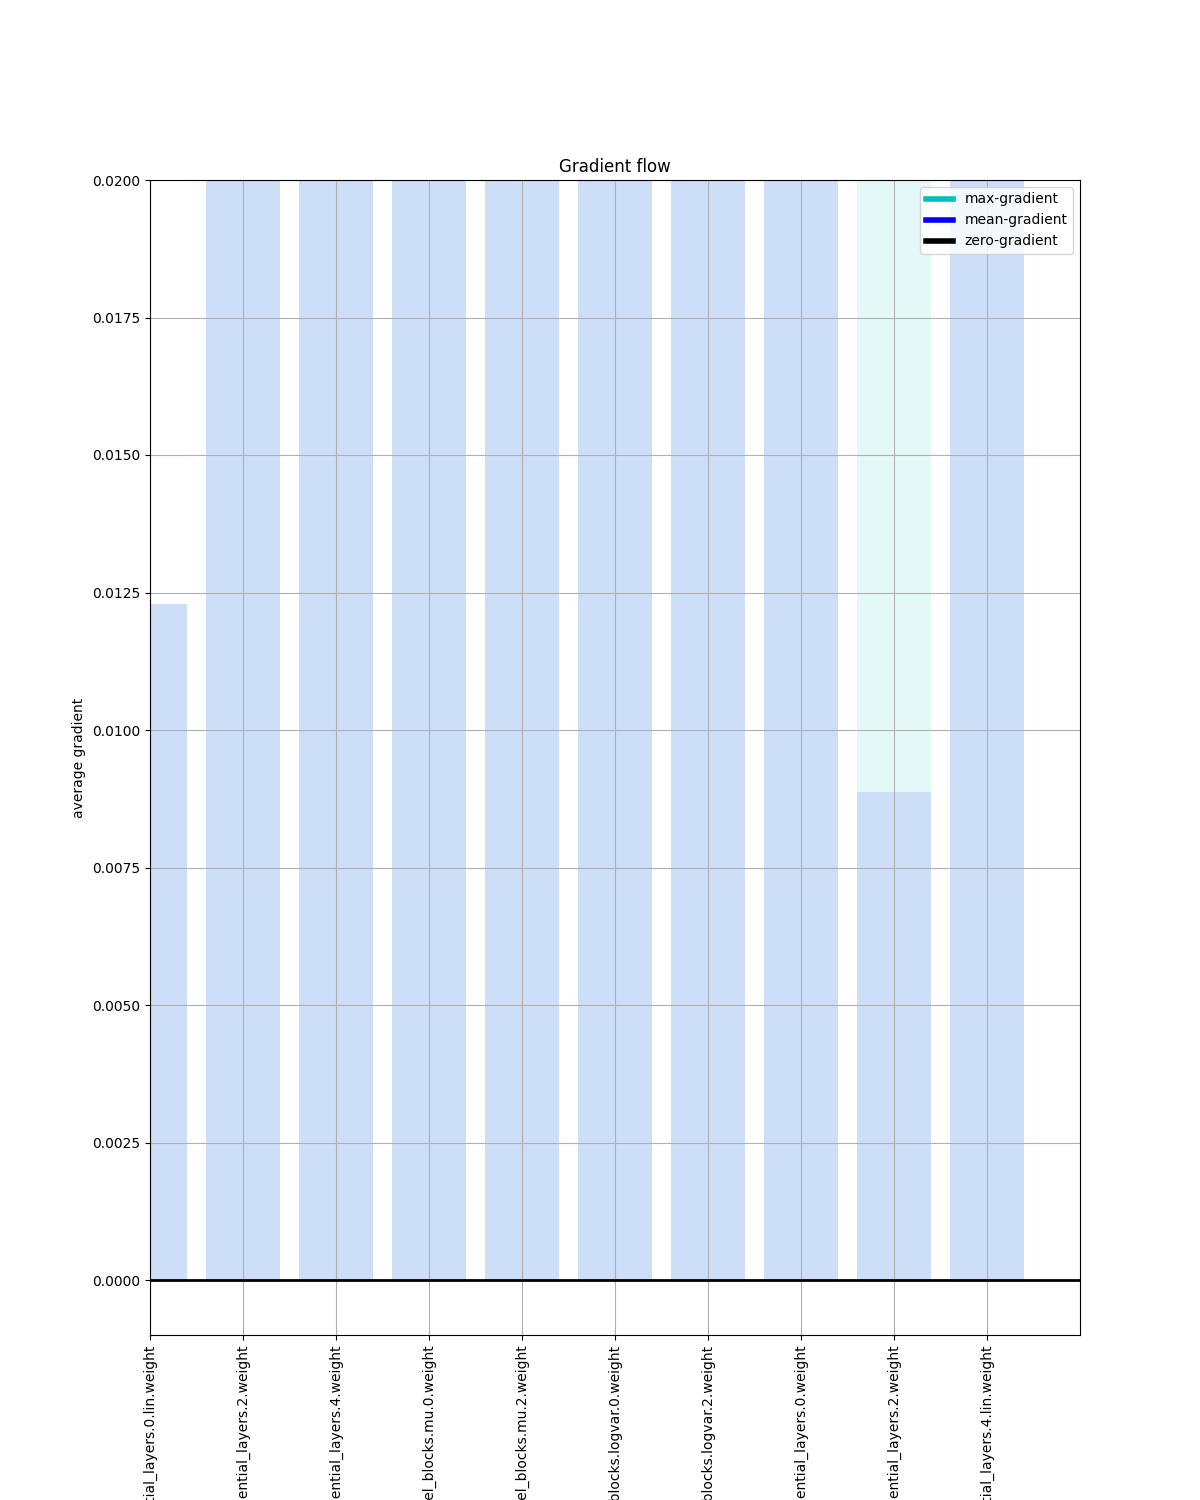 Gradient flow
max-gradient
mean-gradient
zero-gradient
0.0200
0.0175
0.0150
0.0125
0.0100
0.0075
0.0050
0.0025
0.0000
average gradient
tial_layers.0.lin.weight
ential_layers.2.weight
ential_layers.4.weight
el_blocks.mu.0.weight
el_blocks.mu.2.weight
blocks.logvar.0.weight
blocks.logvar.2.weight
ential_layers.0.weight
ential_layers.2.weight
tial_layers.4.lin.weight